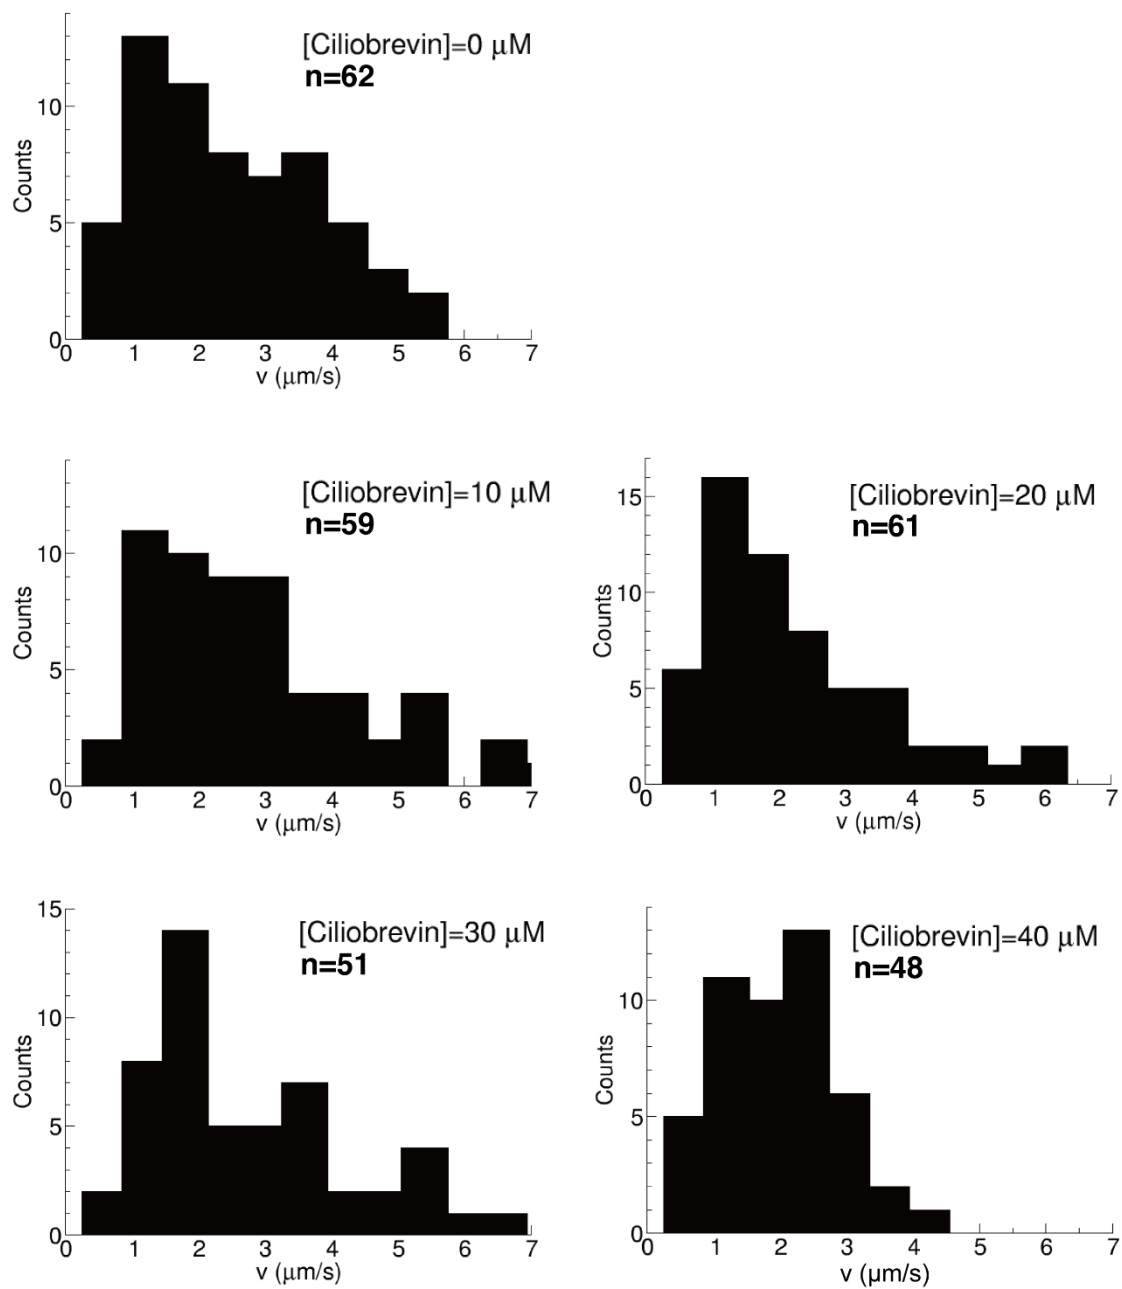 [Ciliobrevin]=0 μM
n=62
10
5
0
Counts
0 1 2 3 4 5 6 7
v (μm/s)
[Ciliobrevin]=10 μM
n=59
10
5
0
Counts
0 1 2 3 4 5 6 7
v (μm/s)
[Ciliobrevin]=20 μM
n=61
15
10
5
0
Counts
0 1 2 3 4 5 6 7
v (μm/s)
[Ciliobrevin]=30 μM
n=51
15
10
5
0
Counts
0 1 2 3 4 5 6 7
v (μm/s)
[Ciliobrevin]=40 μM
n=48
10
5
0
Counts
0 1 2 3 4 5 6 7
v (μm/s)